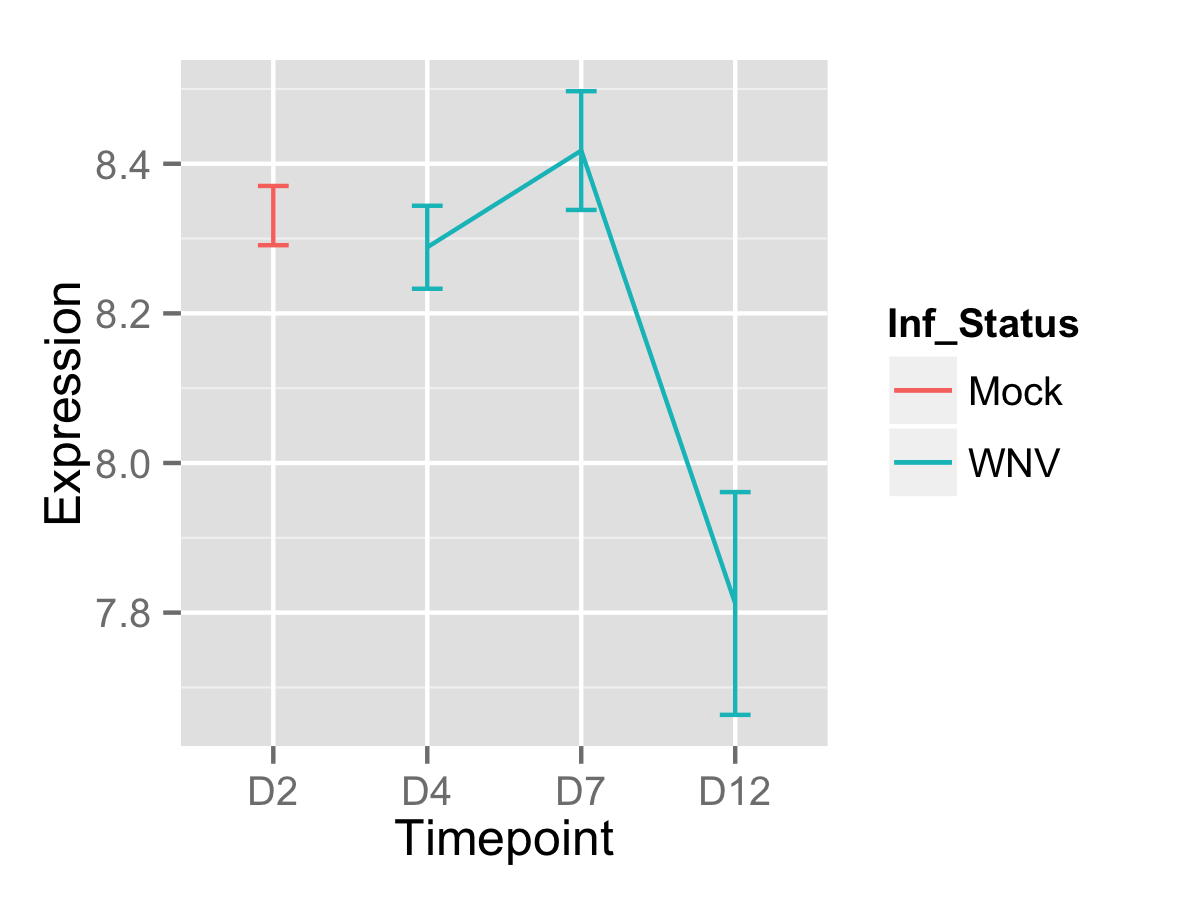 8.4
8.2
8.0
7.8
Expression
D2 D4 D7 D12
Timepoint
Inf_Status
Mock
WNV